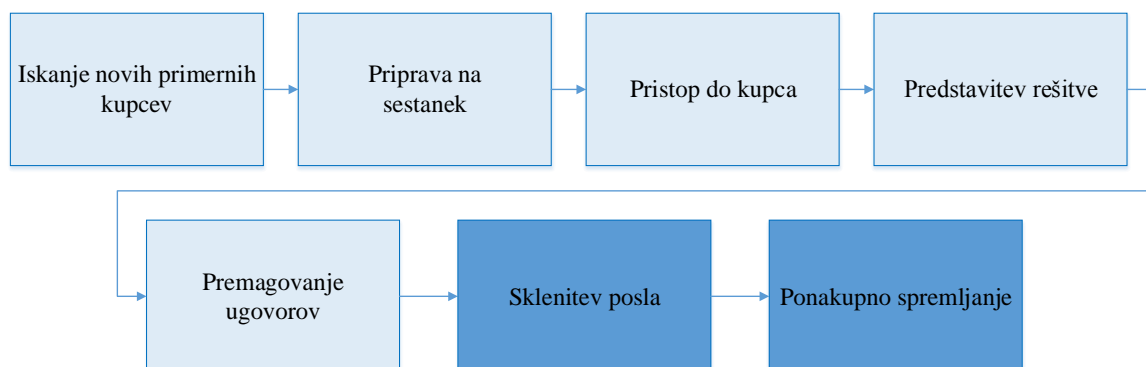 Iskanje novih primernih
kupcev
Priprava na
sestanek
Pristop do kupca
Predstavitev rešitve
Premagovanje
ugovorov
Sklenitev posla
Ponakupno spremljanje